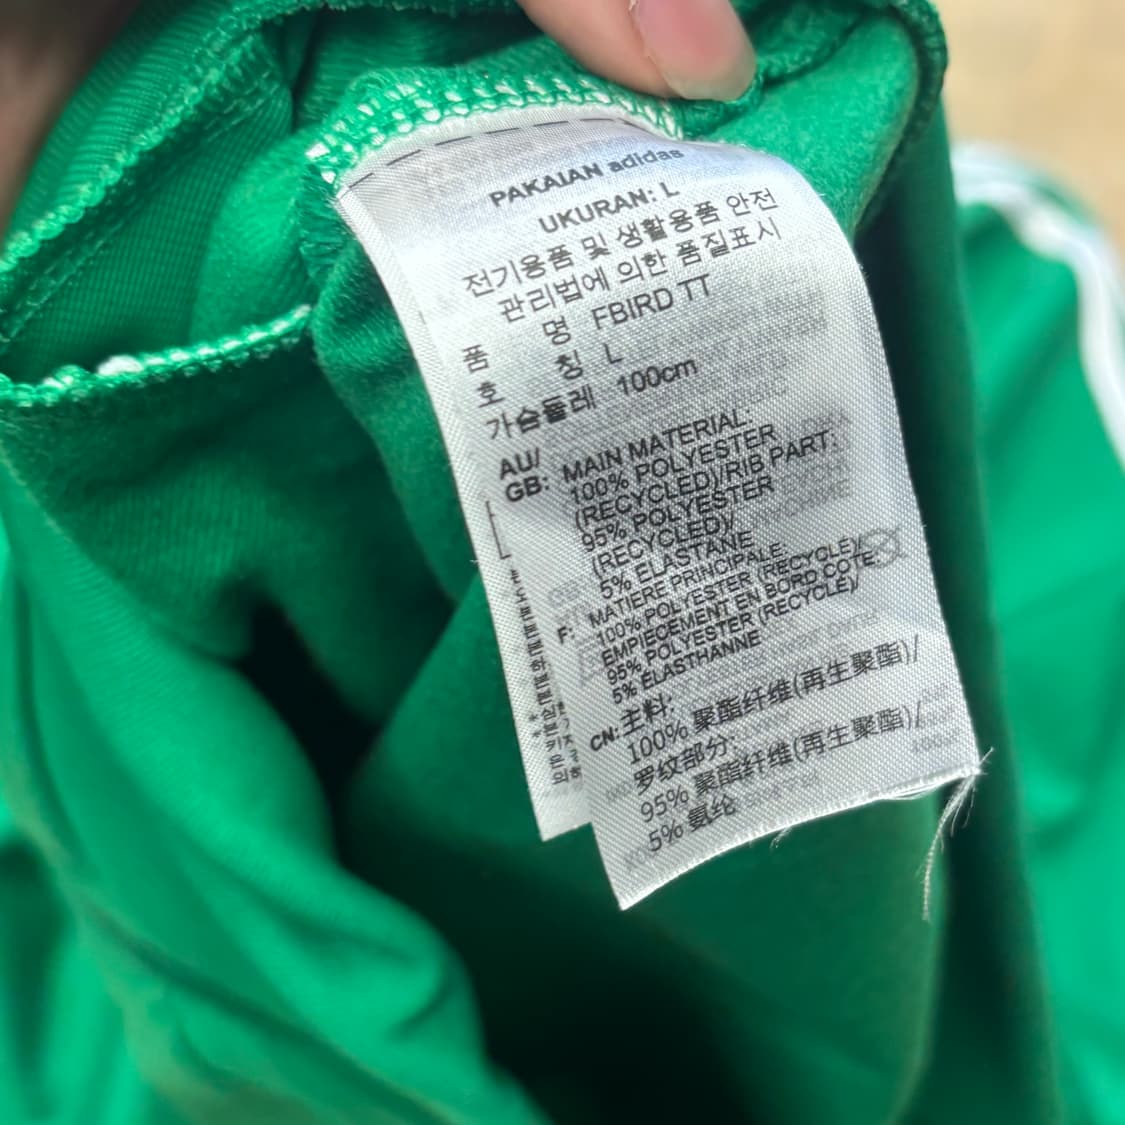 PAKAIAN adidas
UKURAN: L
전기용품 및 생활용품 안전
관리법에 의한 품질표시
품 명 FBIRD TT
호 칭 L
가슴둘레 100cm
AU/
GB: MAIN MATERIAL:
100% POLYESTER
(RECYCLED)/RIB PART:
95% POLYESTER
(RECYCLED)/
5% ELASTANE
F: MATIERE PRINCIPALE:
100% POLYESTER (RECYCLE)/
EMPIECEMENT EN BORD COTE:
95% POLYESTER (RECYCLE)/
5% ELASTHANNE
CN: 主料:
100% 聚酯纤维(再生聚酯)/
罗纹部分:
95% 聚酯纤维(再生聚酯)/
5% 氨纶